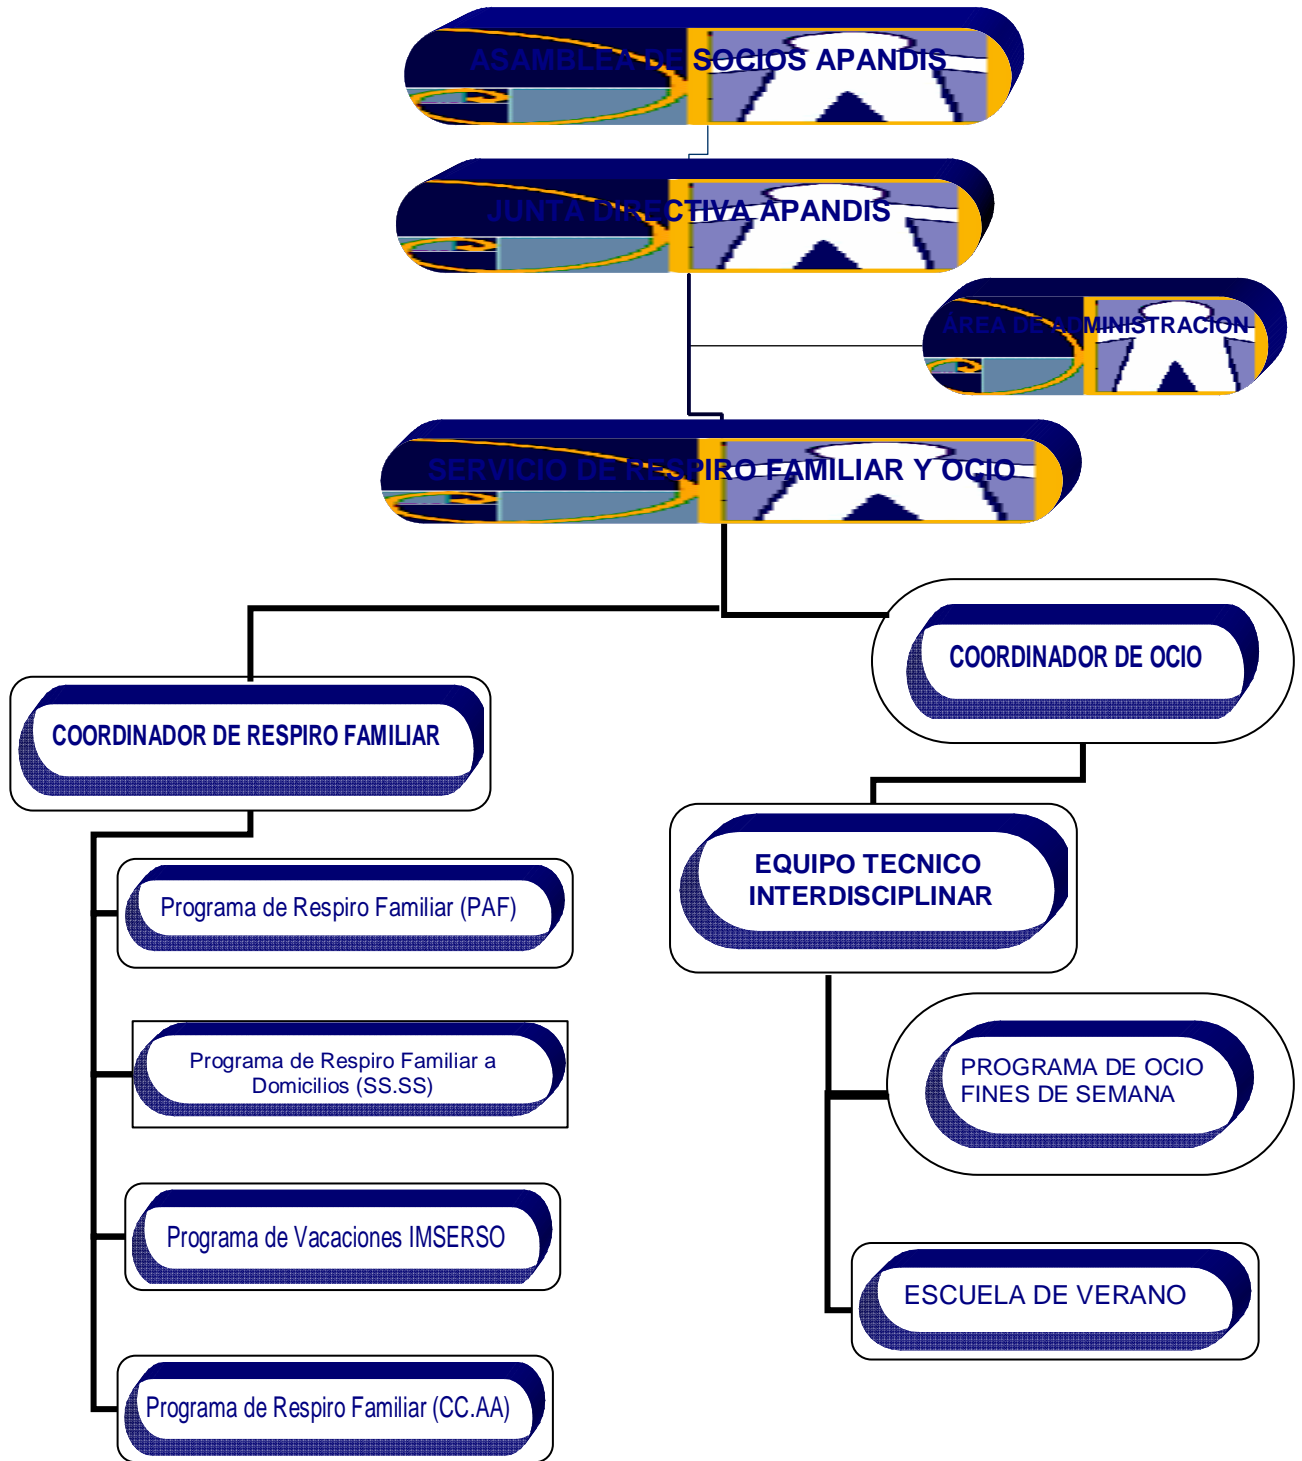 ASAMBLEA DE SOCIOS APANDIS
JUNTA DIRECTIVA APANDIS
ÁREA DE ADMINISTRACION
SERVICIO DE RESPIRO FAMILIAR Y OCIO
COORDINADOR DE OCIO
COORDINADOR DE RESPIRO FAMILIAR
EQUIPO TECNICO
INTERDISCIPLINAR
Programa de Respiro Familiar (PAF)
Programa de Respiro Familiar a
Domicilios (SS.SS)
PROGRAMA DE OCIO
FINES DE SEMANA
Programa de Vacaciones IMSERSO
ESCUELA DE VERANO
Programa de Respiro Familiar (CC.AA)